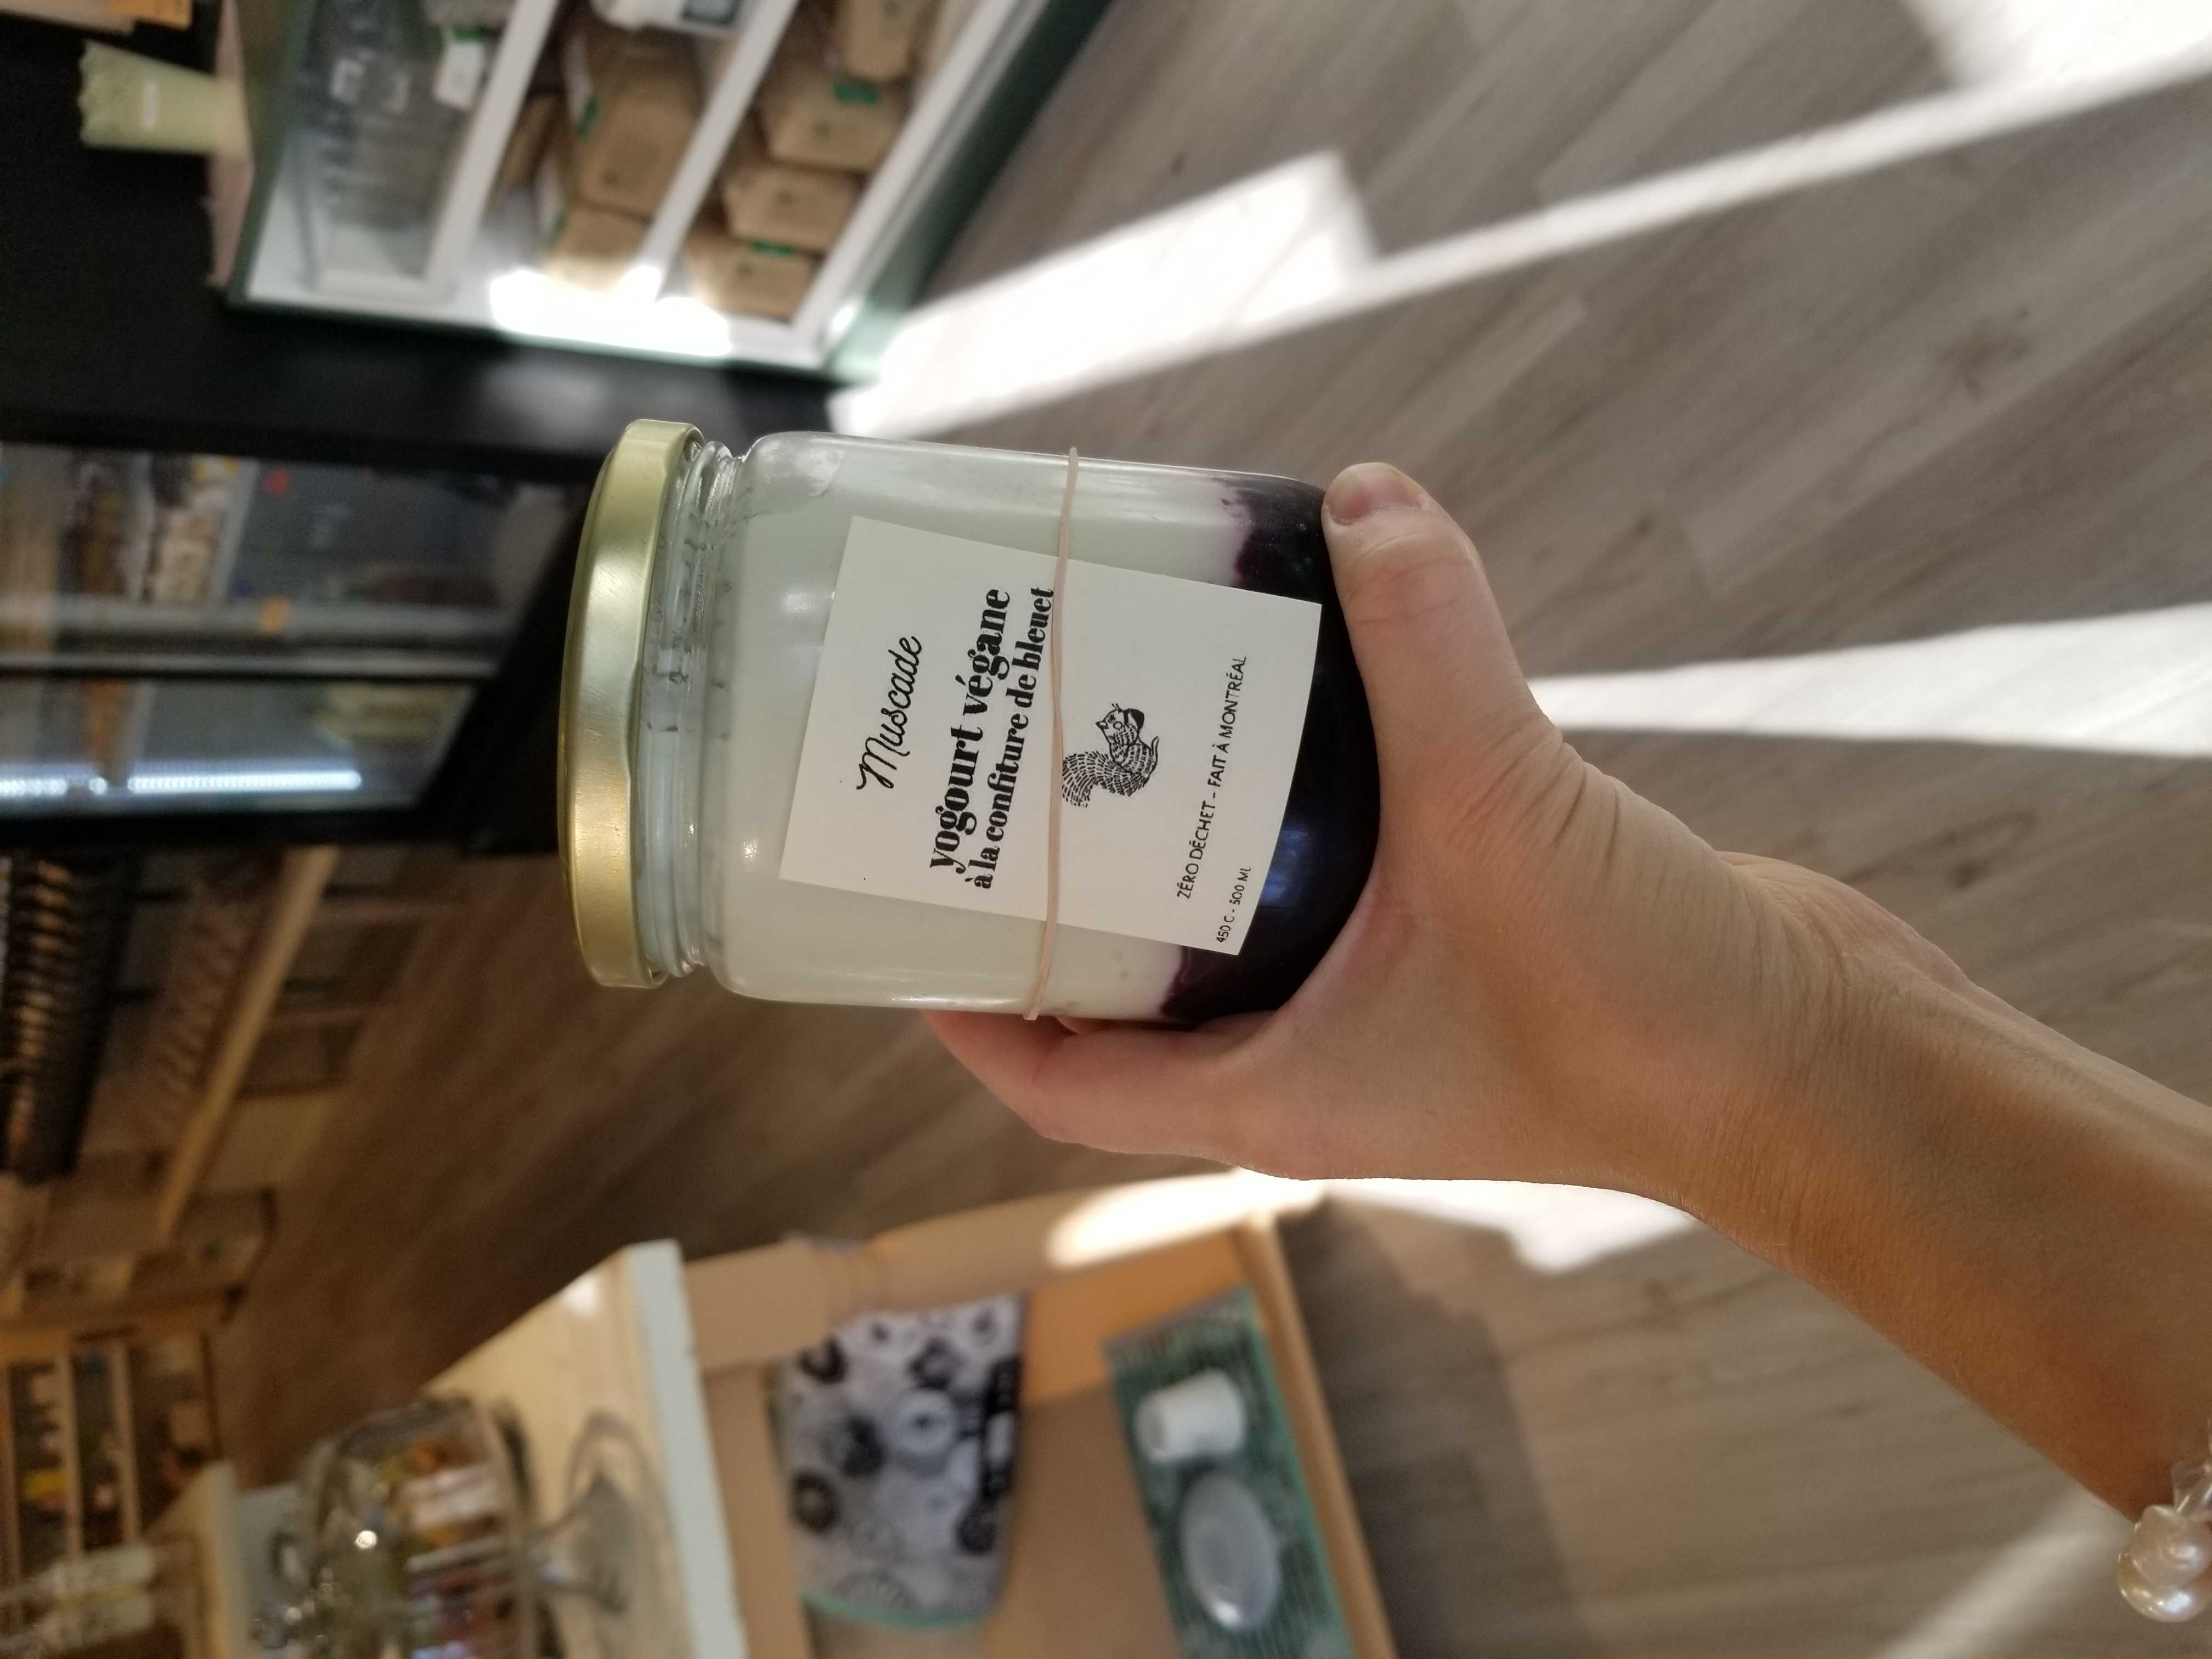 Muscade
yogourt végane
à la confiture de bleuet
ZÉRO DÉCHET - FAIT À MONTRÉAL
450 C - 500 ML